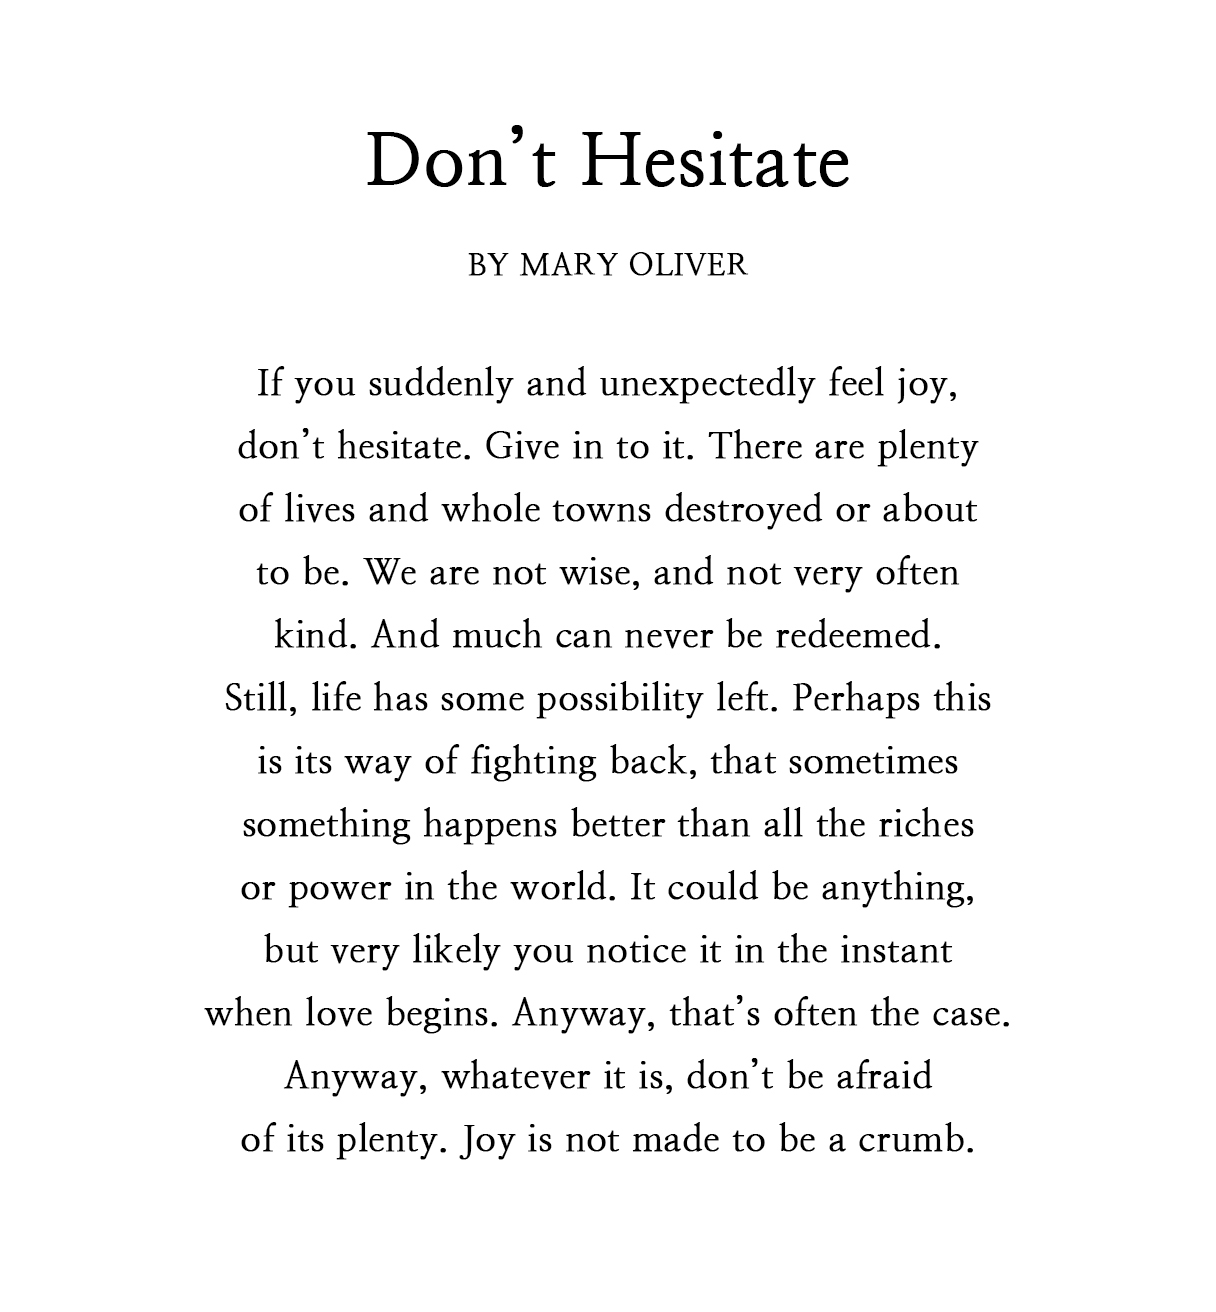 Don’t Hesitate
BY MARY OLIVER
If you suddenly and unexpectedly feel joy,
don’t hesitate. Give in to it. There are plenty
of lives and whole towns destroyed or about
to be. We are not wise, and not very often
kind. And much can never be redeemed.
Still, life has some possibility left. Perhaps this
is its way of fighting back, that sometimes
something happens better than all the riches
or power in the world. It could be anything,
but very likely you notice it in the instant
when love begins. Anyway, that’s often the case.
Anyway, whatever it is, don’t be afraid
of its plenty. Joy is not made to be a crumb.